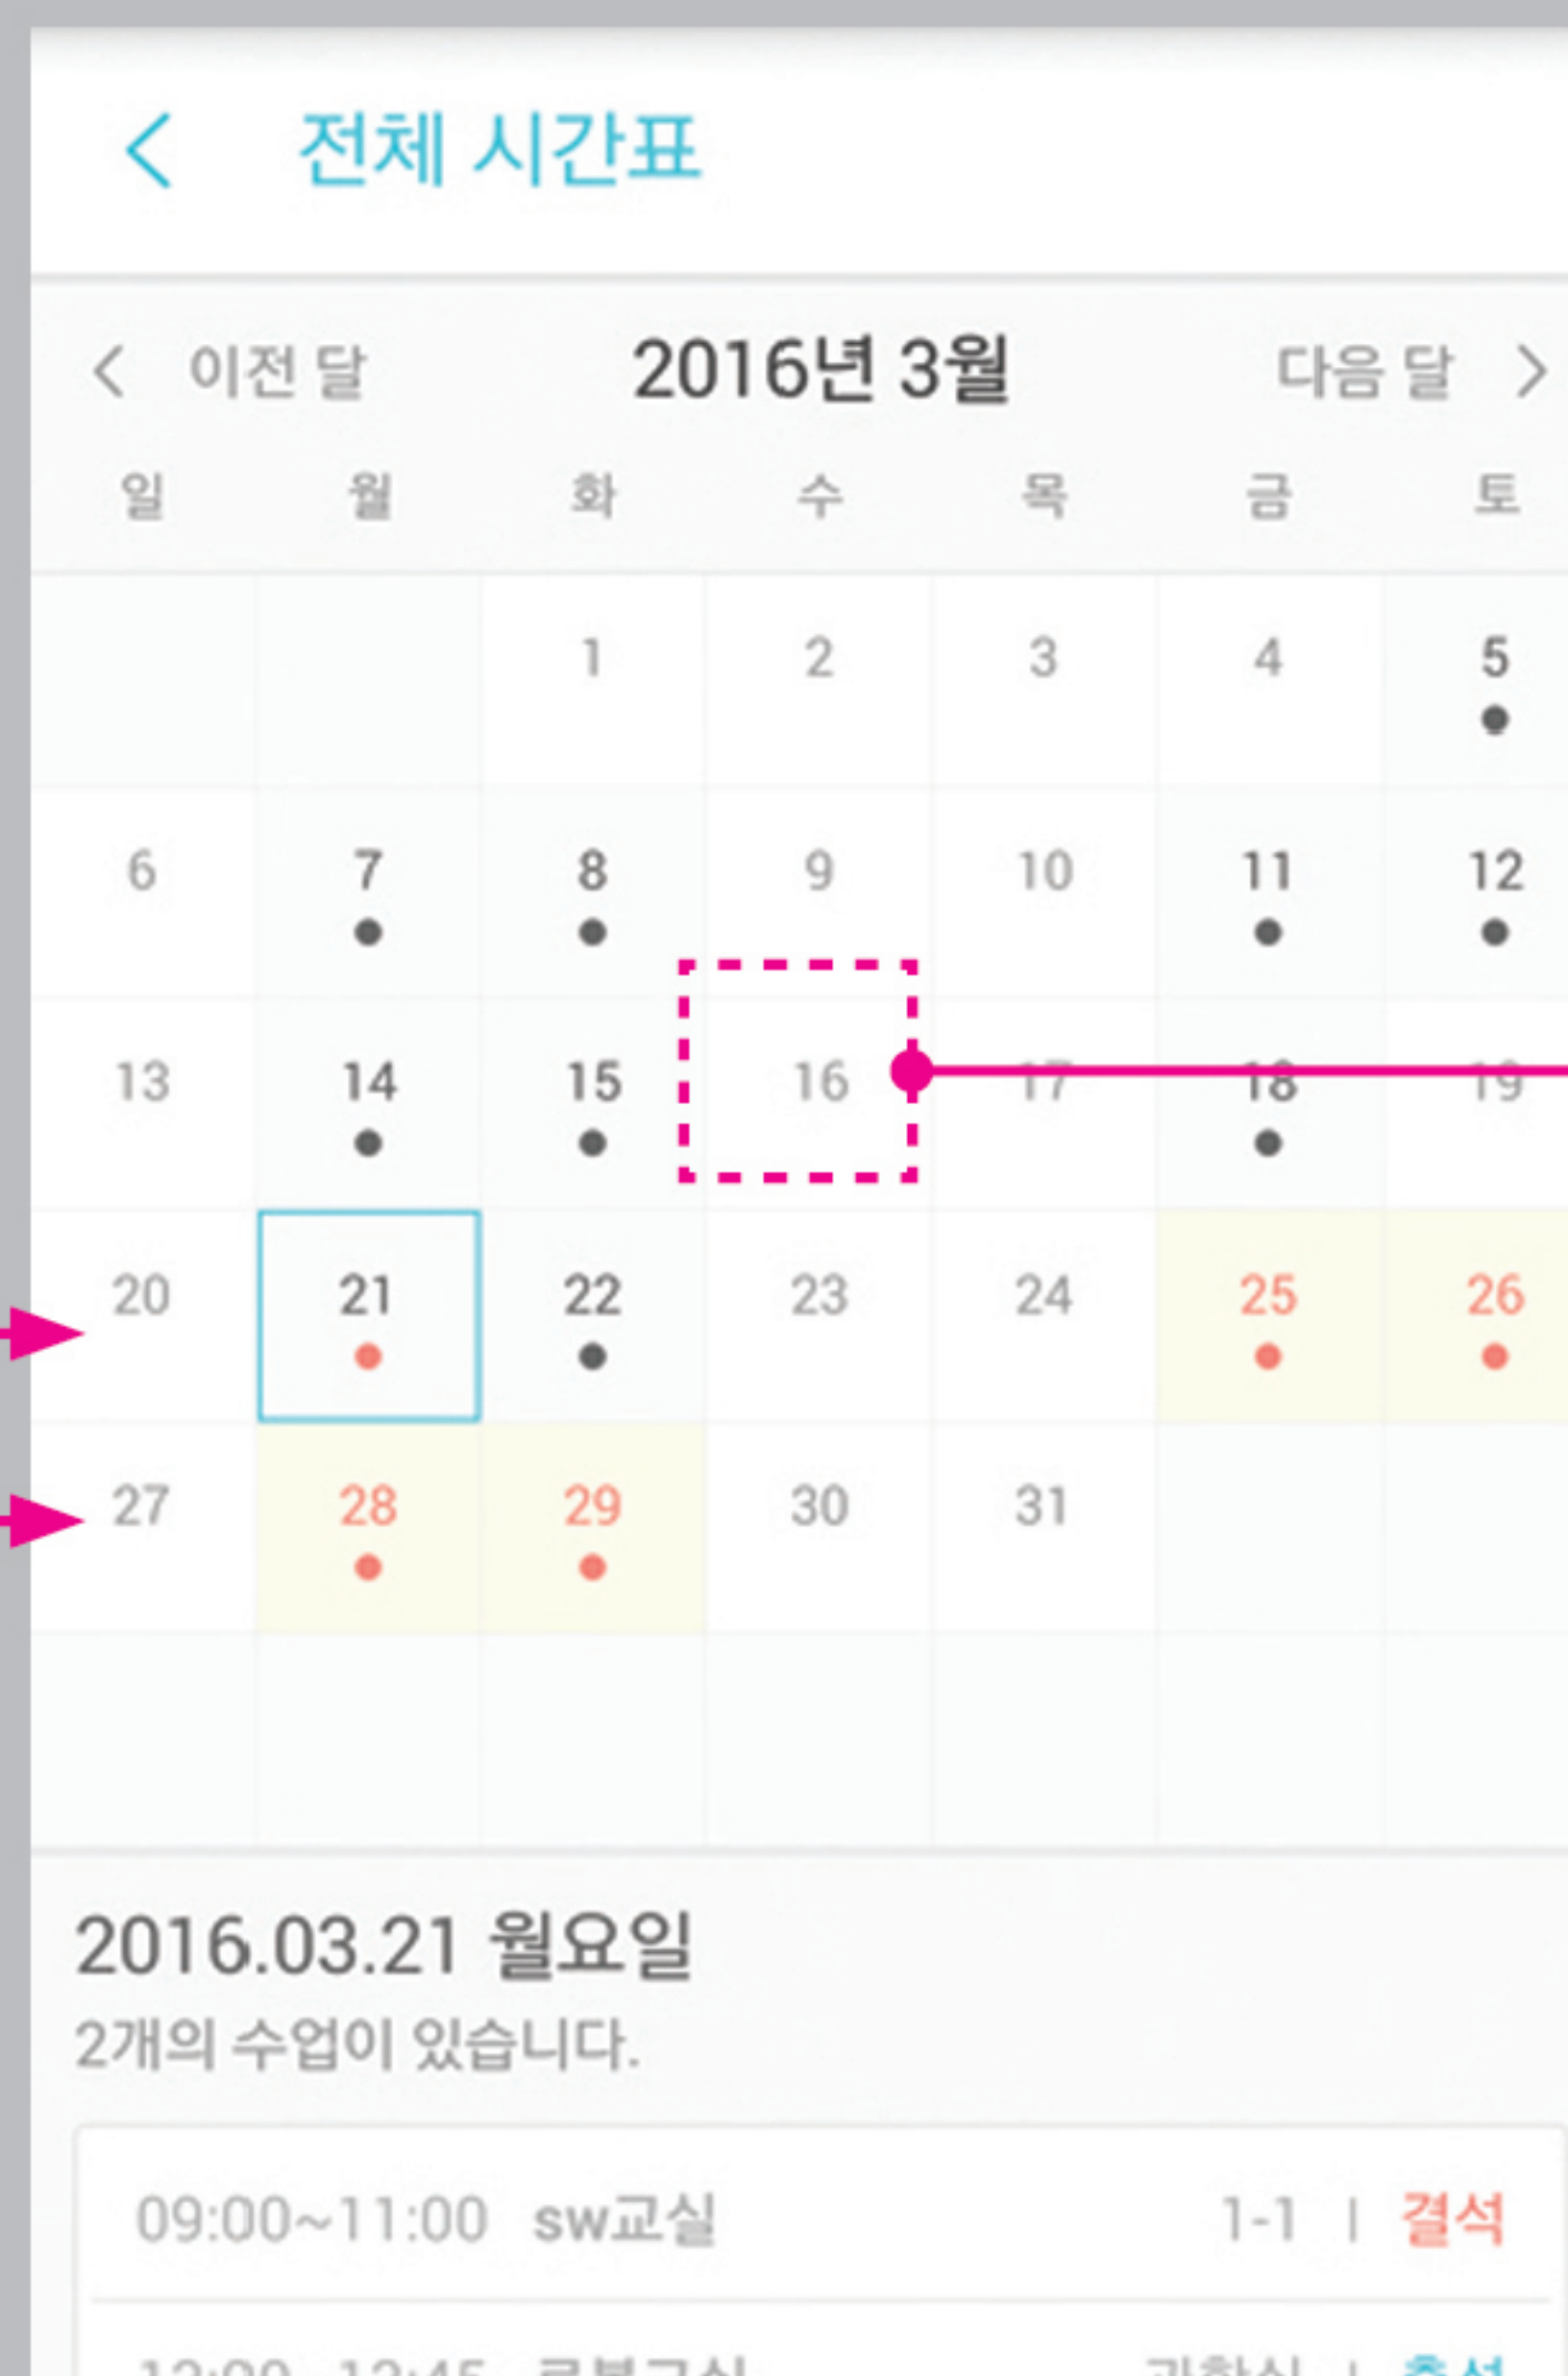 전체 시간표
이전 달 2016년 3월 다음 달
일 월 화 수 목 금 토
1 2 3 4 5
6 7 8 9 10 11 12
13 14 15 16 17 18 19
20 21 22 23 24 25 26
27 28 29 30 31
2016.03.21 월요일
2개의 수업이 있습니다.
09:00~11:00 sw교실 1-1 | 결석